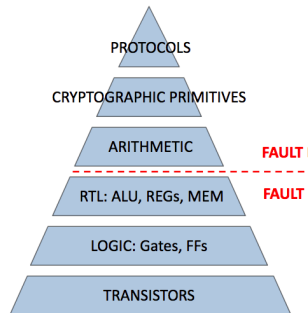 PROTOCOLS
CRYPTOGRAPHIC PRIMITIVES
ARITHMETIC
FAULT
RTL: ALU, REGs, MEM
FAULT
LOGIC: Gates, FFs
TRANSISTORS